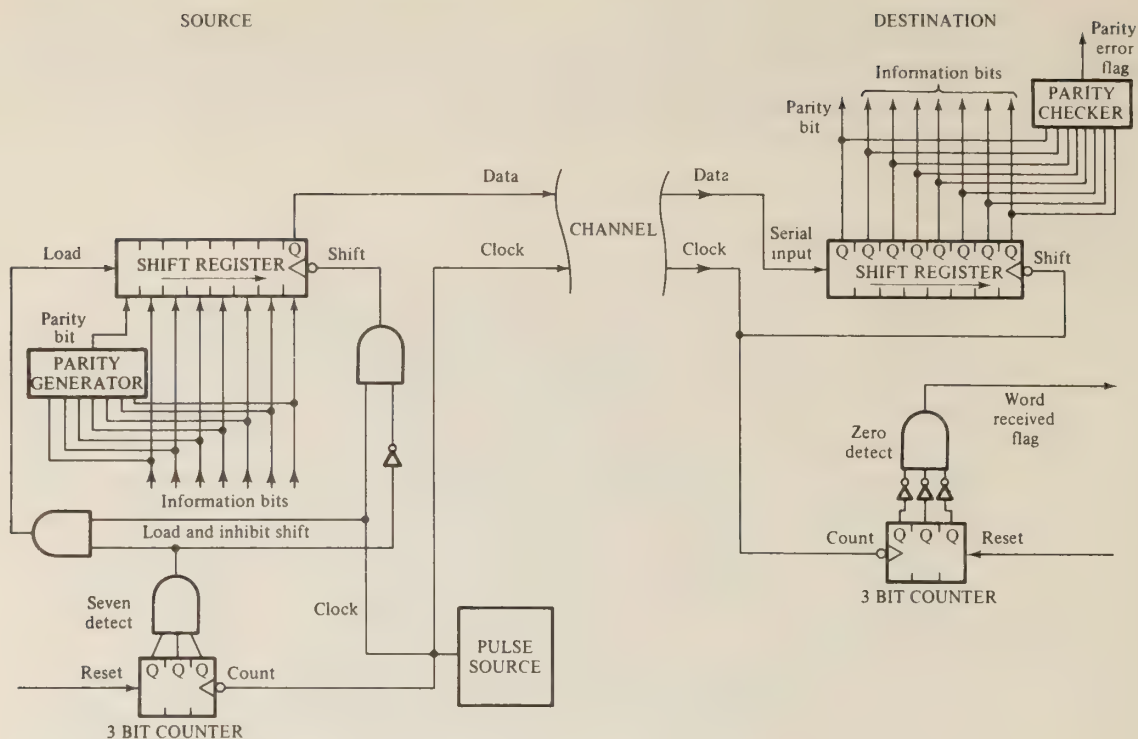 SOURCE
DESTINATION
Parity
error
flag
Information bits
PARITY
CHECKER
Parity
bit
Data
Data
CHANNEL
Serial
input
Clock
Clock
Load
Q
Shift
SHIFT REGISTER
Q Q Q Q Q Q Q Q
Shift
SHIFT REGISTER
Parity
bit
PARITY
GENERATOR
Word
received
flag
Zero
detect
Information bits
Load and inhibit shift
Q Q Q
Count
Reset
3 BIT COUNTER
Seven
detect
Clock
PULSE
SOURCE
Reset
Q Q Q
Count
3 BIT COUNTER